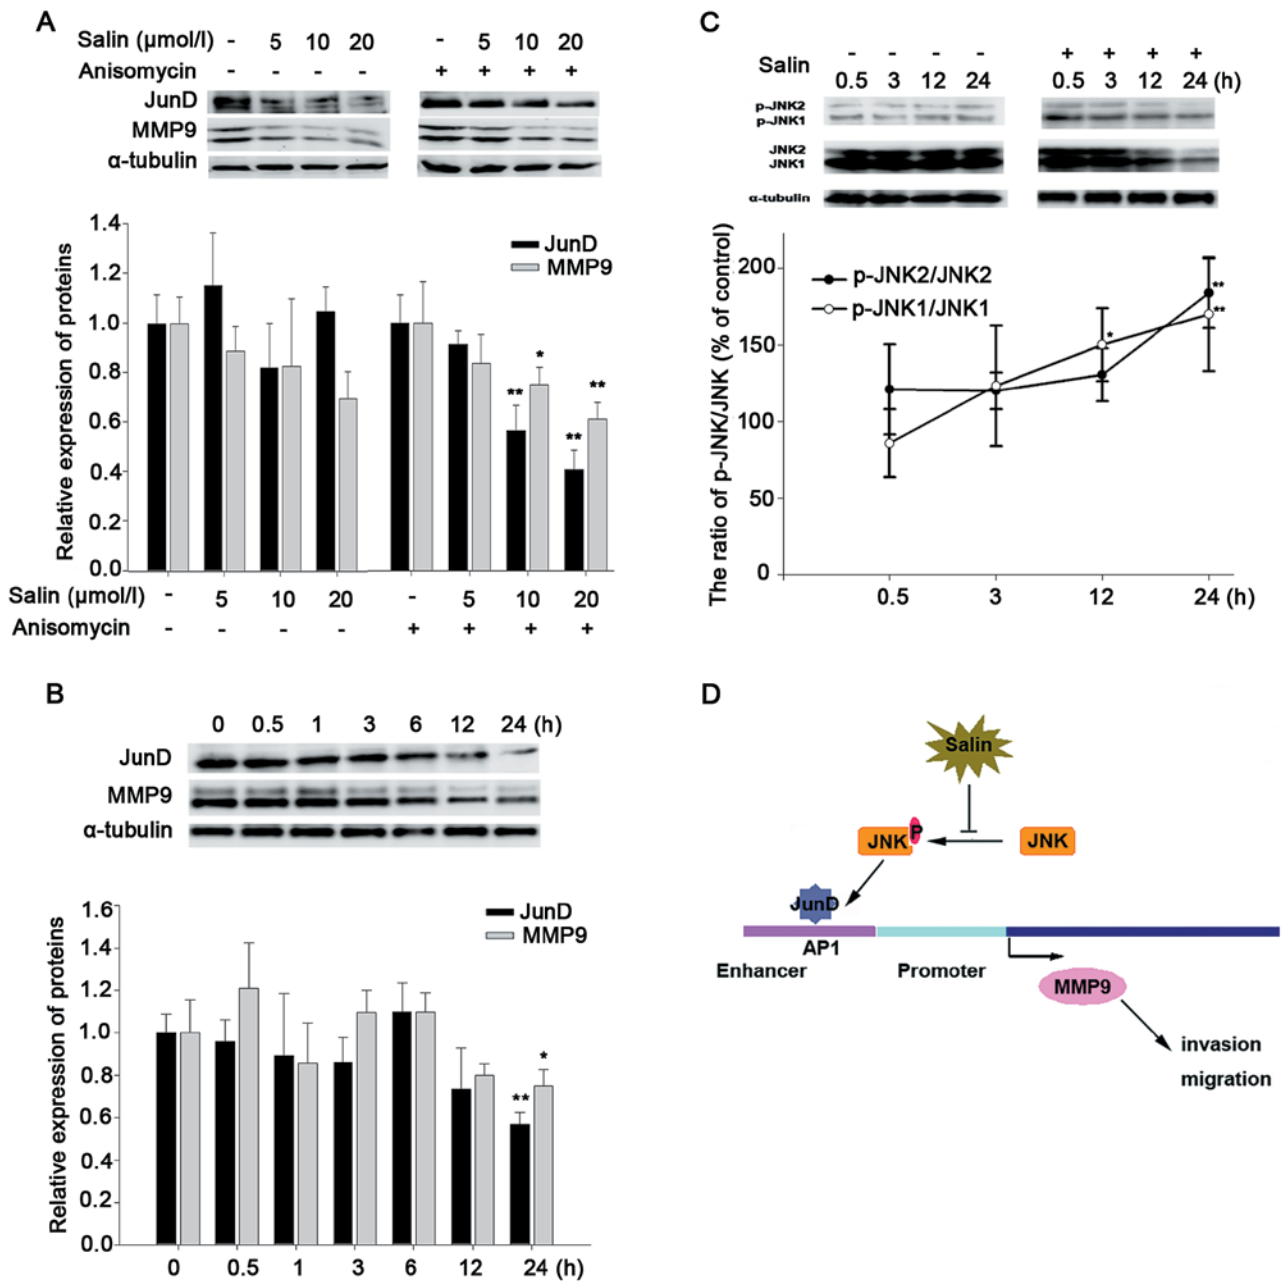 A
Salin (μmol/l) - 5 10 20 - 5 10 20
Anisomycin - - - - + + + +
JunD
MMP9
α-tubulin
Relative expression of proteins
1.4
1.2
1.0
0.8
0.6
0.4
0.2
0.0
JunD
MMP9
** * ** **
Salin (μmol/l) - 5 10 20 - 5 10 20
Anisomycin - - - - + + + +
B
0 0.5 1 3 6 12 24 (h)
JunD
MMP9
α-tubulin
Relative expression of proteins
1.6
1.4
1.2
1.0
0.8
0.6
0.4
0.2
0.0
JunD
MMP9
** *
0 0.5 1 3 6 12 24 (h)
C
Salin - - - - + + + +
0.5 3 12 24 0.5 3 12 24 (h)
p-JNK2
p-JNK1
JNK2
JNK1
α-tubulin
The ratio of p-JNK/JNK (% of control)
200
150
100
50
0
p-JNK2/JNK2
p-JNK1/JNK1
* ** **
0.5 3 12 24 (h)
D
Salin
JNK P JNK
JunD
AP1
Enhancer Promoter
MMP9
invasion
migration